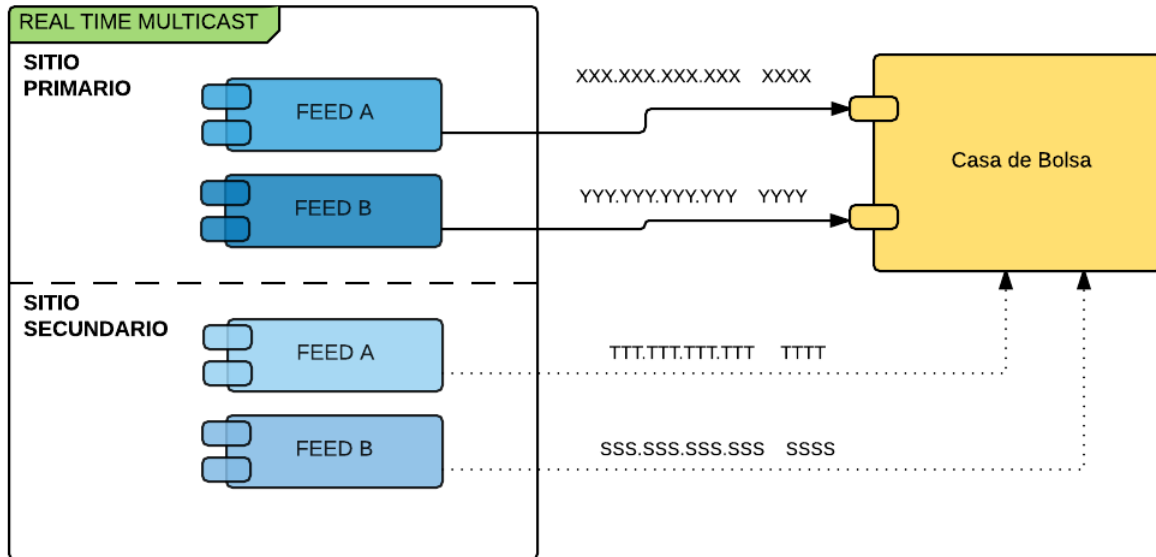 REAL TIME MULTICAST
SITIO
PRIMARIO
FEED A
XXX.XXX.XXX.XXX XXXX
FEED B
YYY.YYY.YYY.YYY YYYY
Casa de Bolsa
SITIO
SECUNDARIO
FEED A
TTT.TTT.TTT.TTT TTTT
FEED B
SSS.SSS.SSS.SSS SSSS